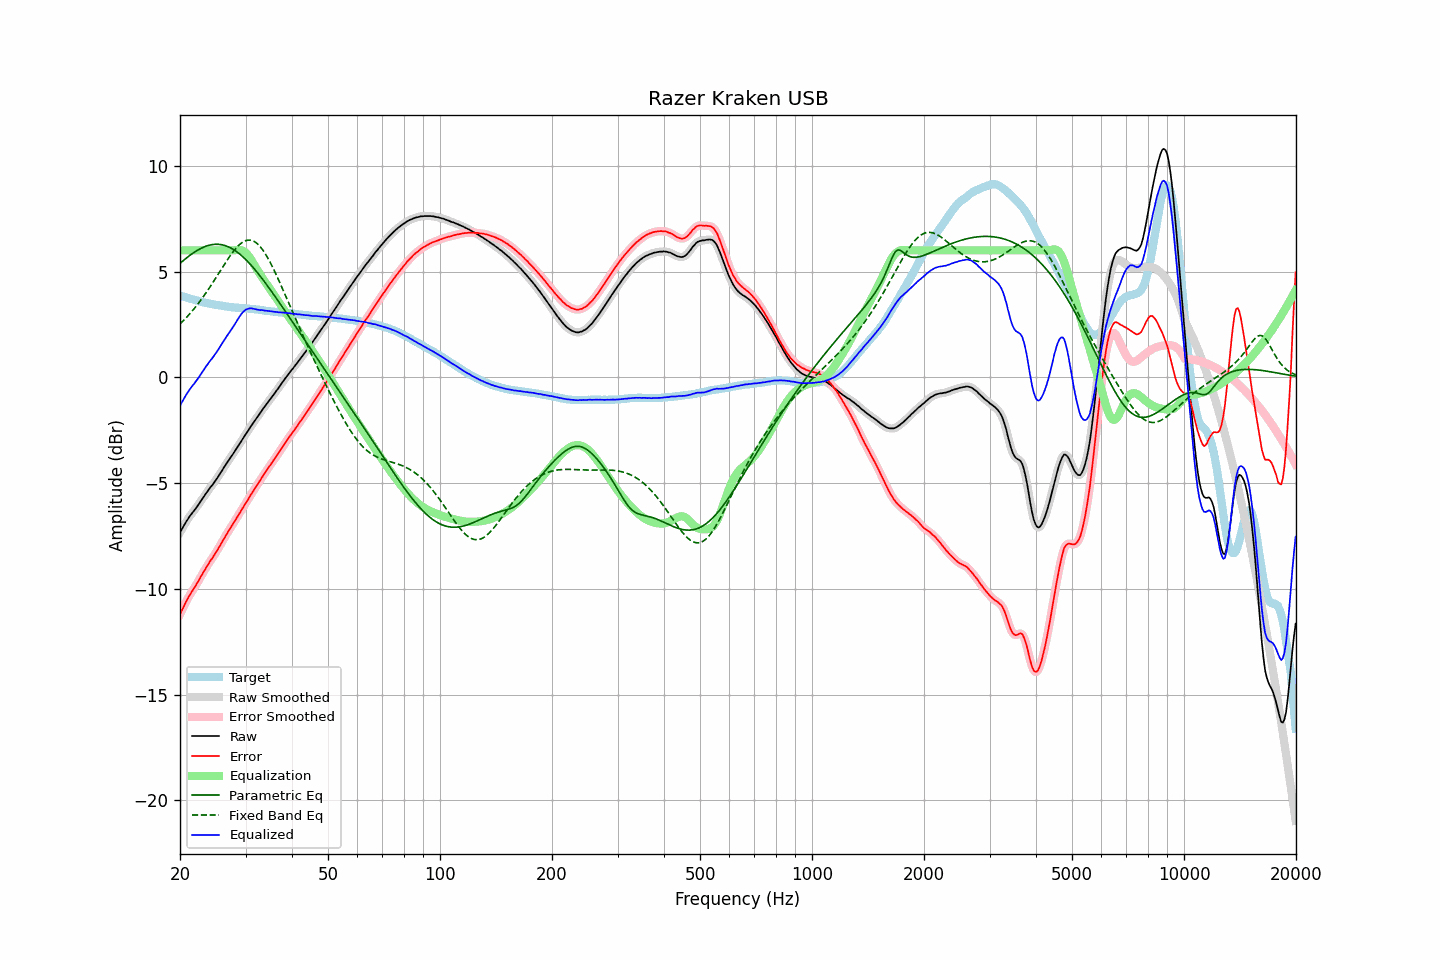 Razer Kraken USB
Amplitude (dBr)
10
5
0
−5
−10
−15
−20
Target
Raw Smoothed
Error Smoothed
Raw
Error
Equalization
Parametric Eq
Fixed Band Eq
Equalized
20 50 100 200 500 1000 2000 5000 10000 20000
Frequency (Hz)